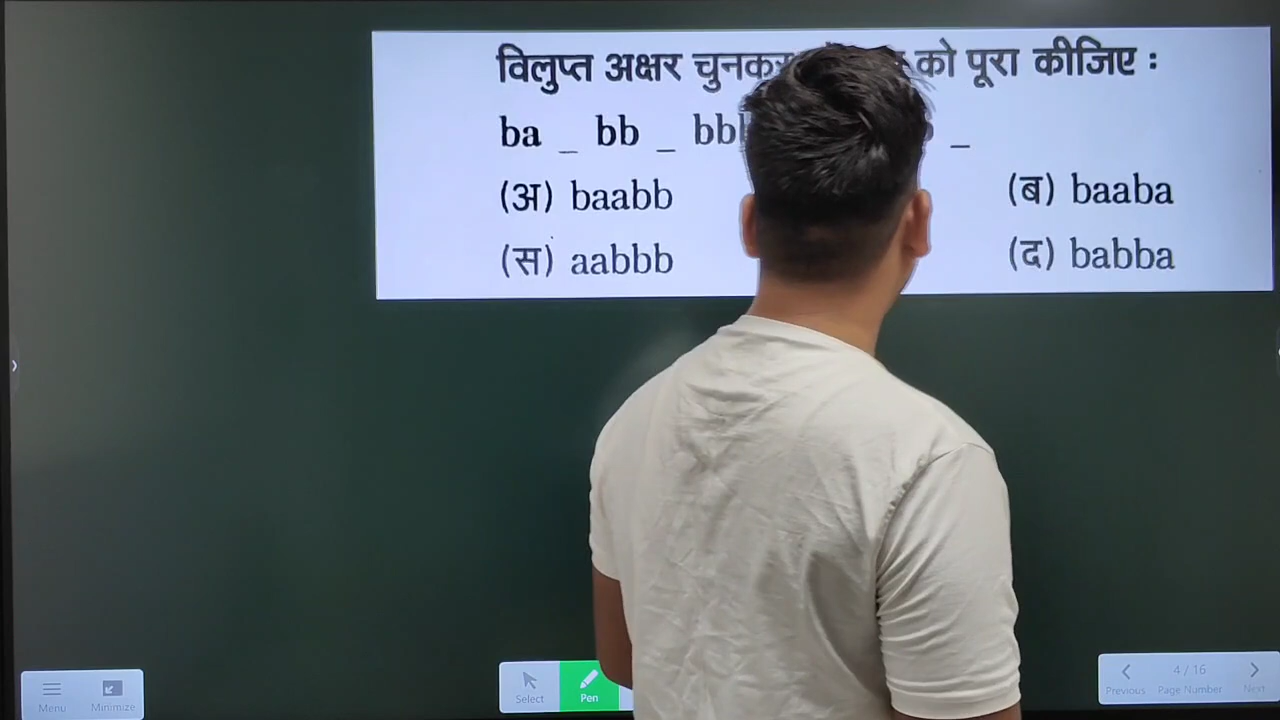 विलुप्त अक्षर चुनकर को पूरा कीजिए :
ba _ bb _ bb _
(अ) baabb (ब) baaba
(स) aabbb (द) babba
Menu Minimize Select Pen Previous 4 / 16 Page Number Next